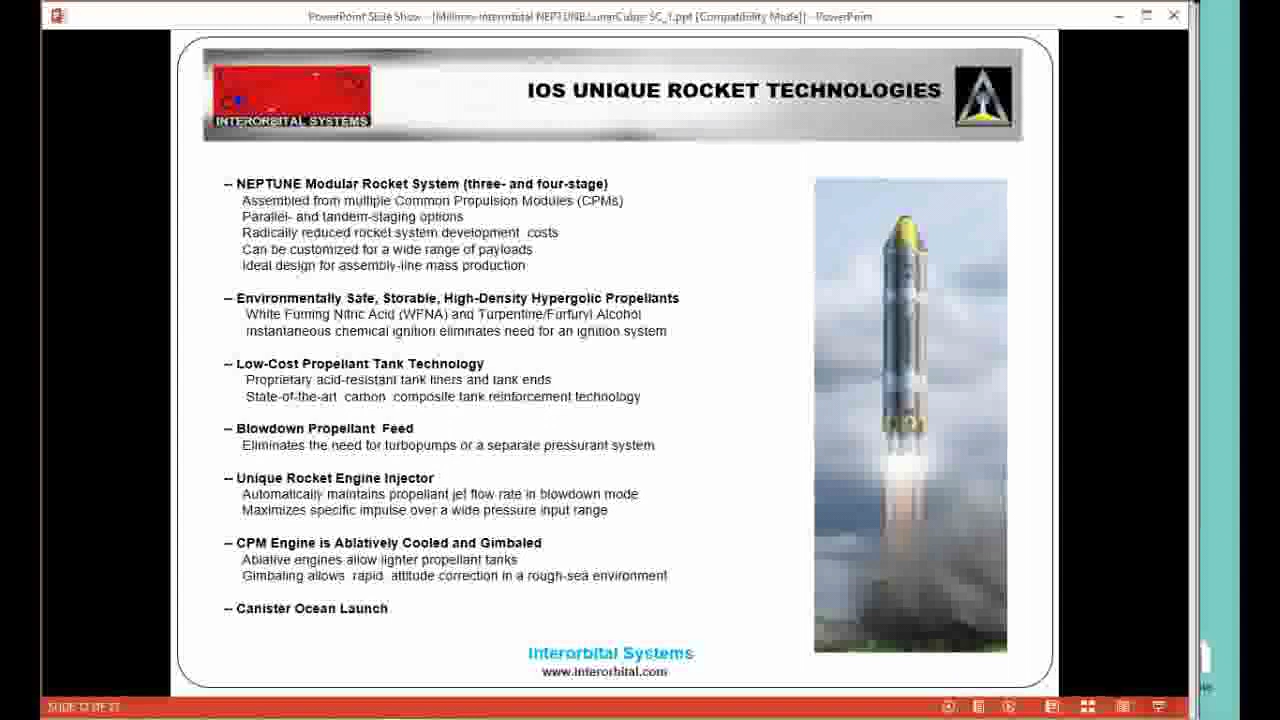 PowerPoint Slide Show - [Milliron-Interorbital NEPTUNE LunarCubes SC_1.ppt [Compatibility Mode]] - PowerPoint
INTERORBITAL SYSTEMS
IOS UNIQUE ROCKET TECHNOLOGIES
-- NEPTUNE Modular Rocket System (three- and four-stage)
Assembled from multiple Common Propulsion Modules (CPMs)
Parallel- and tandem-staging options
Radically reduced rocket system development costs
Can be customized for a wide range of payloads
Ideal design for assembly-line mass production
-- Environmentally Safe, Storable, High-Density Hypergolic Propellants
White Fuming Nitric Acid (WFNA) and Turpentine/Furfuryl Alcohol
Instantaneous chemical ignition eliminates need for an ignition system
-- Low-Cost Propellant Tank Technology
Proprietary acid-resistant tank liners and tank ends
State-of-the-art carbon composite tank reinforcement technology
-- Blowdown Propellant Feed
Eliminates the need for turbopumps or a separate pressurant system
-- Unique Rocket Engine Injector
Automatically maintains propellant jet flow rate in blowdown mode
Maximizes specific impulse over a wide pressure input range
-- CPM Engine is Ablatively Cooled and Gimbaled
Ablative engines allow lighter propellant tanks
Gimbaling allows rapid attitude correction in a rough-sea environment
-- Canister Ocean Launch
Interorbital Systems
www.interorbital.com
SLIDE OF